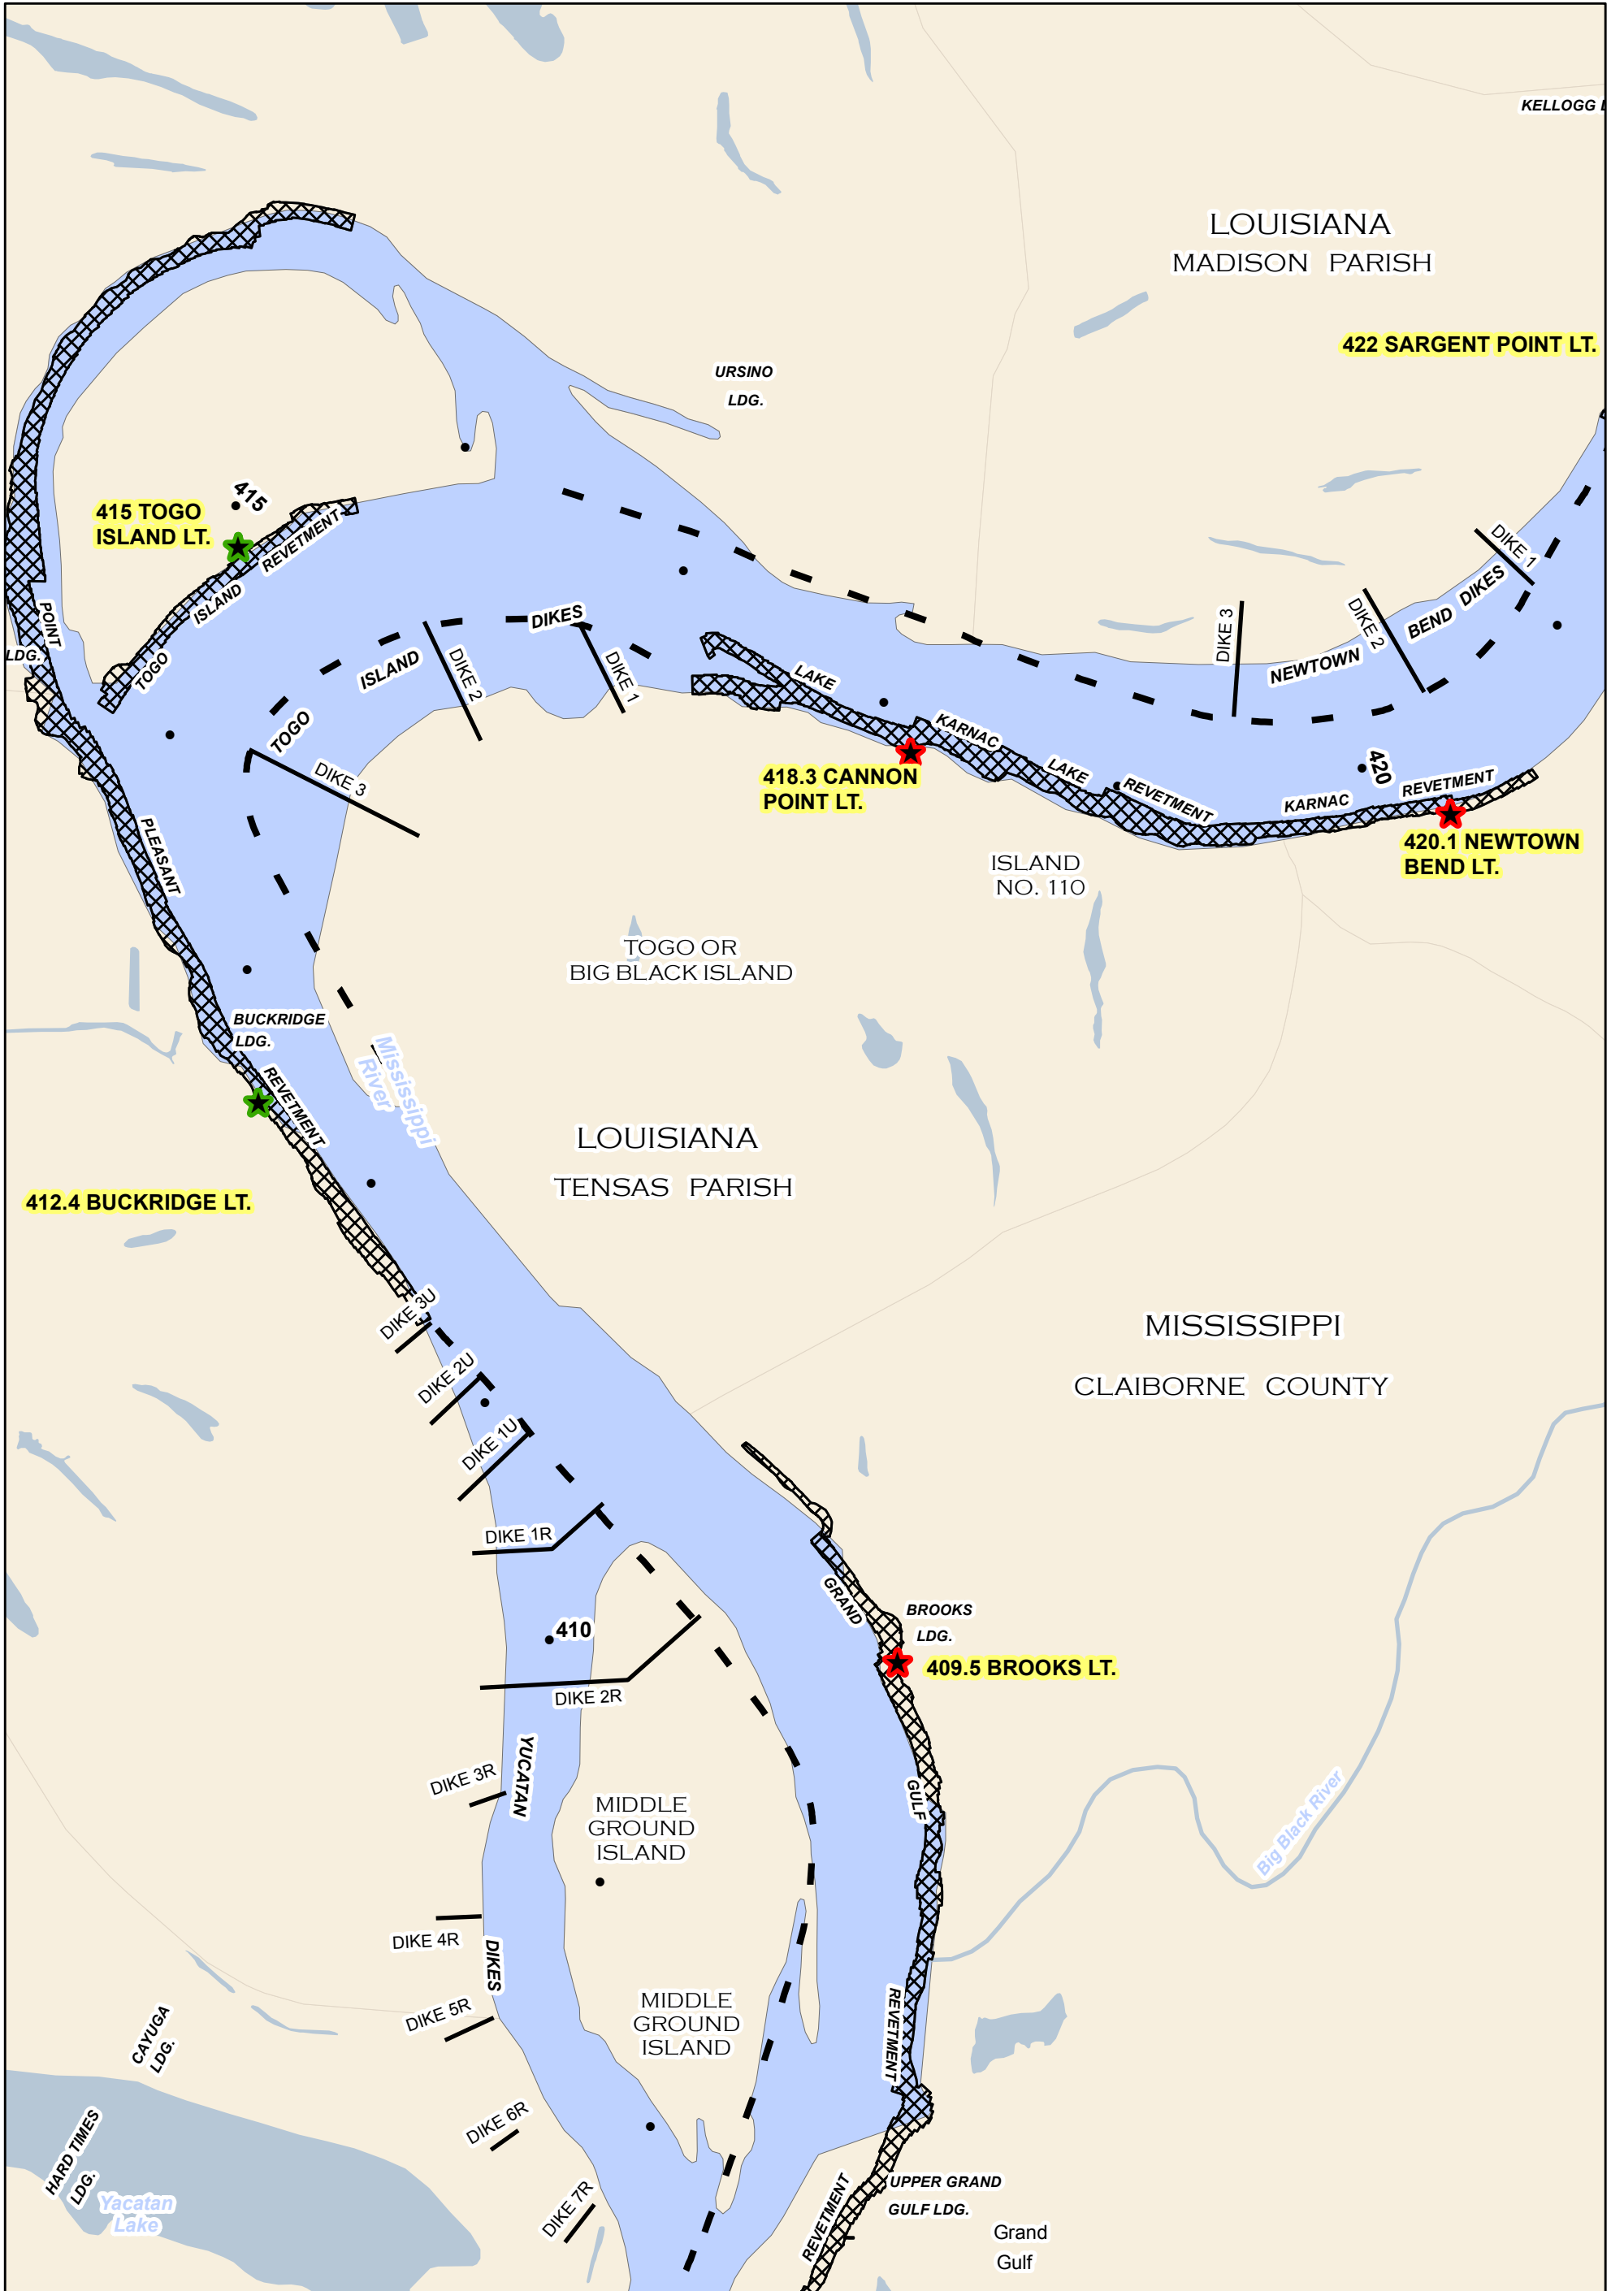 KELLOGG
LOUISIANA
MADISON PARISH
422 SARGENT POINT LT.
URSINO
LDG.
415
415 TOGO
ISLAND LT.
TOGO ISLAND REVETMENT
POINT
LDG.
DIKE 1
DIKE 2
DIKE 3
NEWTOWN BEND DIKES
TOGO ISLAND DIKES
DIKE 1
DIKE 2
DIKE 3
LAKE KARNAC
LAKE
REVETMENT
KARNAC
REVETMENT
420
418.3 CANNON
POINT LT.
420.1 NEWTOWN
BEND LT.
ISLAND
NO. 110
PLEASANT
TOGO OR
BIG BLACK ISLAND
BUCKRIDGE
LDG.
REVETMENT
Mississippi
River
LOUISIANA
TENSAS PARISH
412.4 BUCKRIDGE LT.
DIKE 3U
DIKE 2U
DIKE 1U
MISSISSIPPI
CLAIBORNE COUNTY
DIKE 1R
GRAND
BROOKS
LDG.
410
409.5 BROOKS LT.
DIKE 2R
YUCATAN
DIKE 3R
GULF
MIDDLE
GROUND
ISLAND
Big Black River
DIKE 4R
DIKES
DIKE 5R
MIDDLE
GROUND
ISLAND
REVETMENT
CAYUGA
LDG.
DIKE 6R
HARD TIMES
LDG.
Yacatan
Lake
DIKE 7R
REVETMENT
UPPER GRAND
GULF LDG.
Grand
Gulf